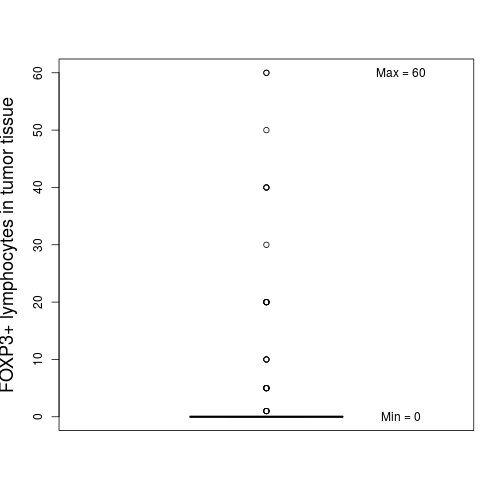 FOXP3+ lymphocytes in tumor tissue
60
50
40
30
20
10
0
Max = 60
Min = 0